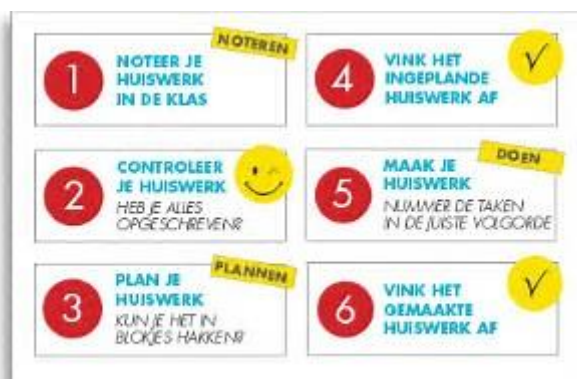 NOTEREN
1
NOTEER JE
HUISWERK
IN DE KLAS
2
CONTROLEER
JE HUISWERK
HEB JE ALLES
OPGESCHREVEN?
PLANNEN
3
PLAN JE
HUISWERK
KUN JE HET IN
BLOKJES HAKKEN?
4
VINK HET
INGEPLANDE
HUISWERK AF
DOEN
5
MAAK JE
HUISWERK
NUMMER DE TAKEN
IN DE JUISTE VOLGORDE
6
VINK HET
GEMAAKTE
HUISWERK AF